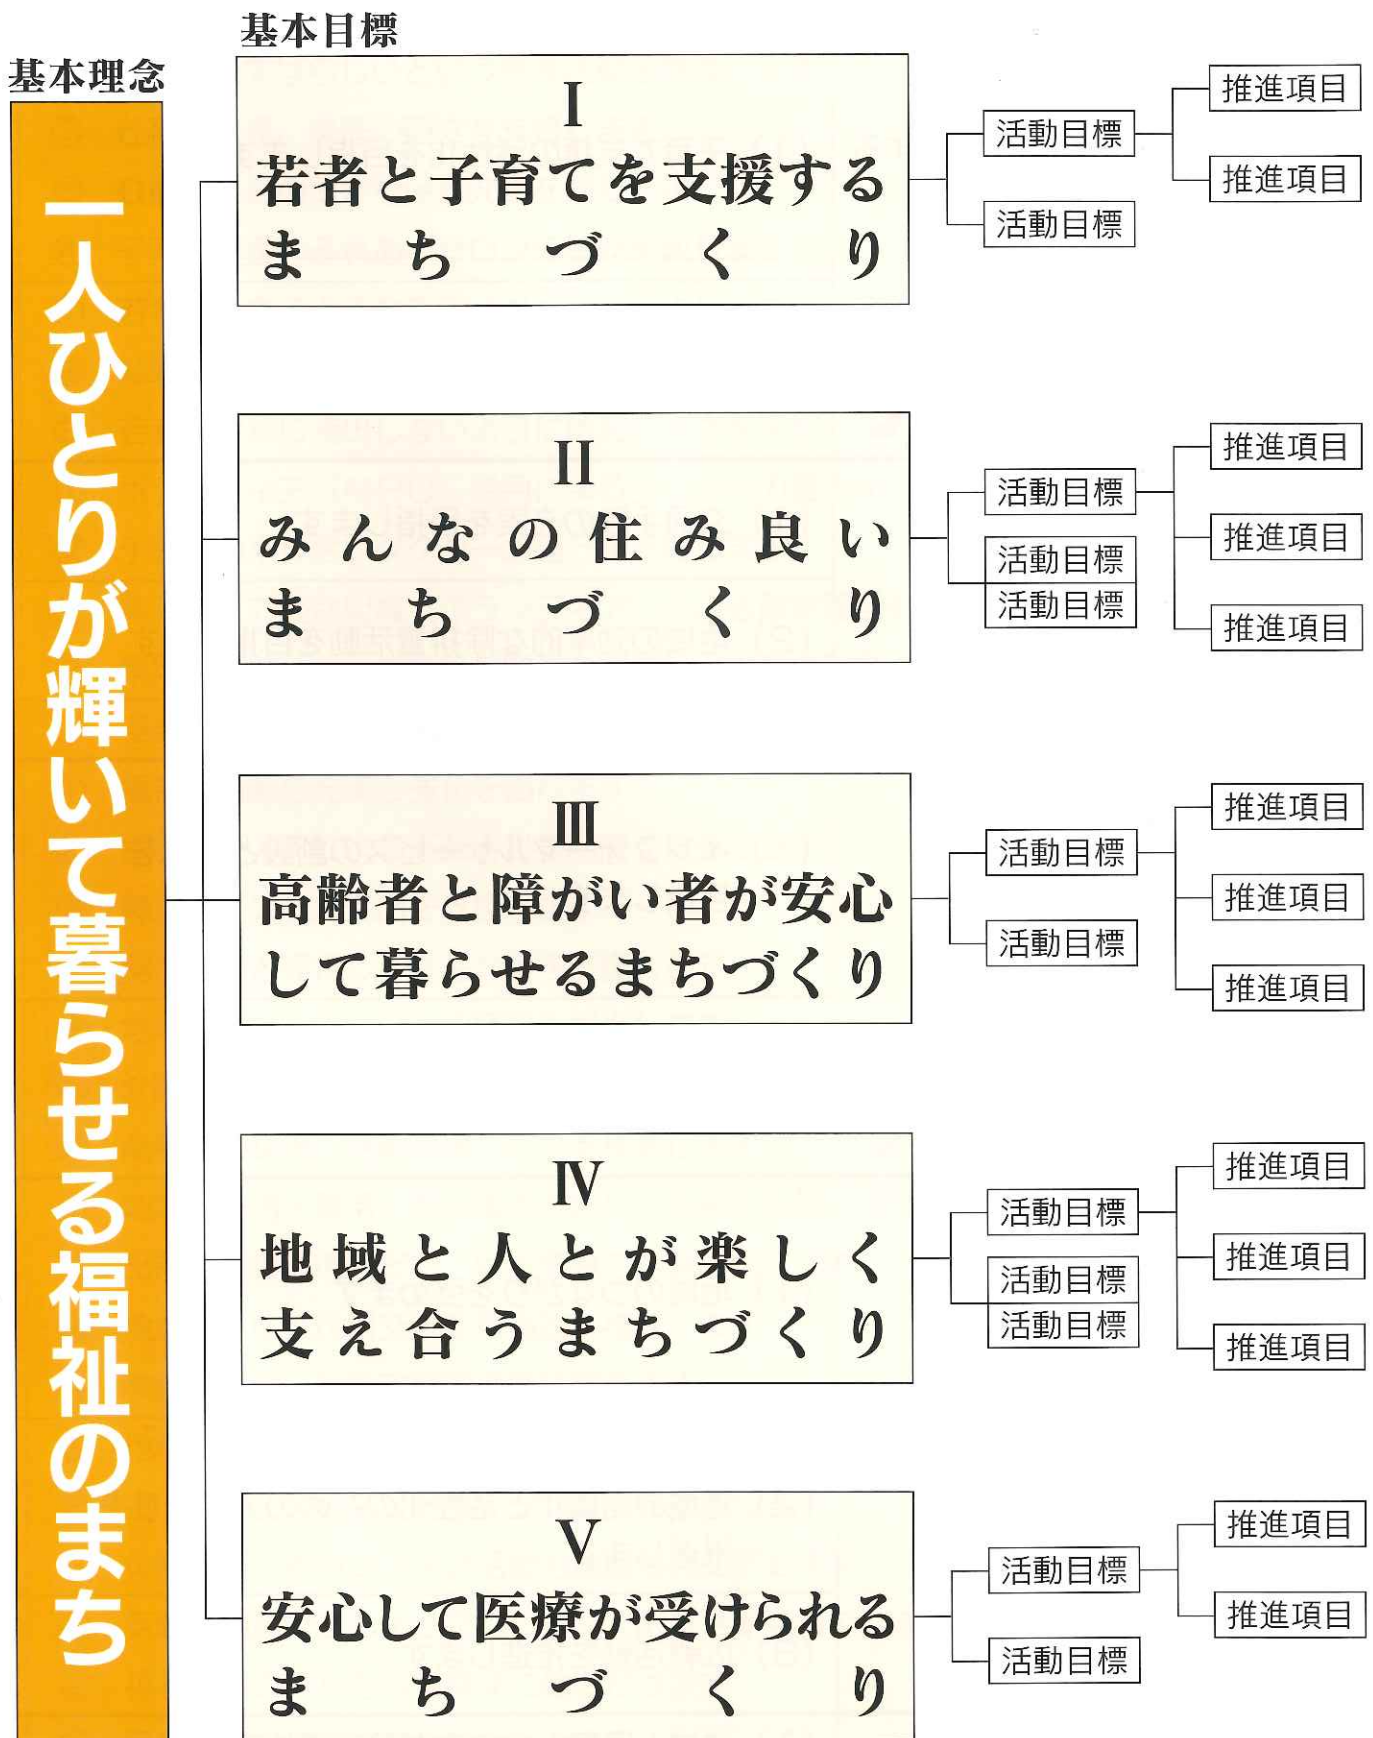 基本理念
一人ひとりが輝いて暮らせる福祉のまち
基本目標
I
若者と子育てを支援する
まちづくり
活動目標
活動目標
推進項目
推進項目
II
みんなの住み良い
まちづくり
活動目標
活動目標
活動目標
推進項目
推進項目
推進項目
III
高齢者と障がい者が安心
して暮らせるまちづくり
活動目標
活動目標
推進項目
推進項目
推進項目
IV
地域と人とが楽しく
支え合うまちづくり
活動目標
活動目標
活動目標
推進項目
推進項目
推進項目
V
安心して医療が受けられる
まちづくり
活動目標
活動目標
推進項目
推進項目